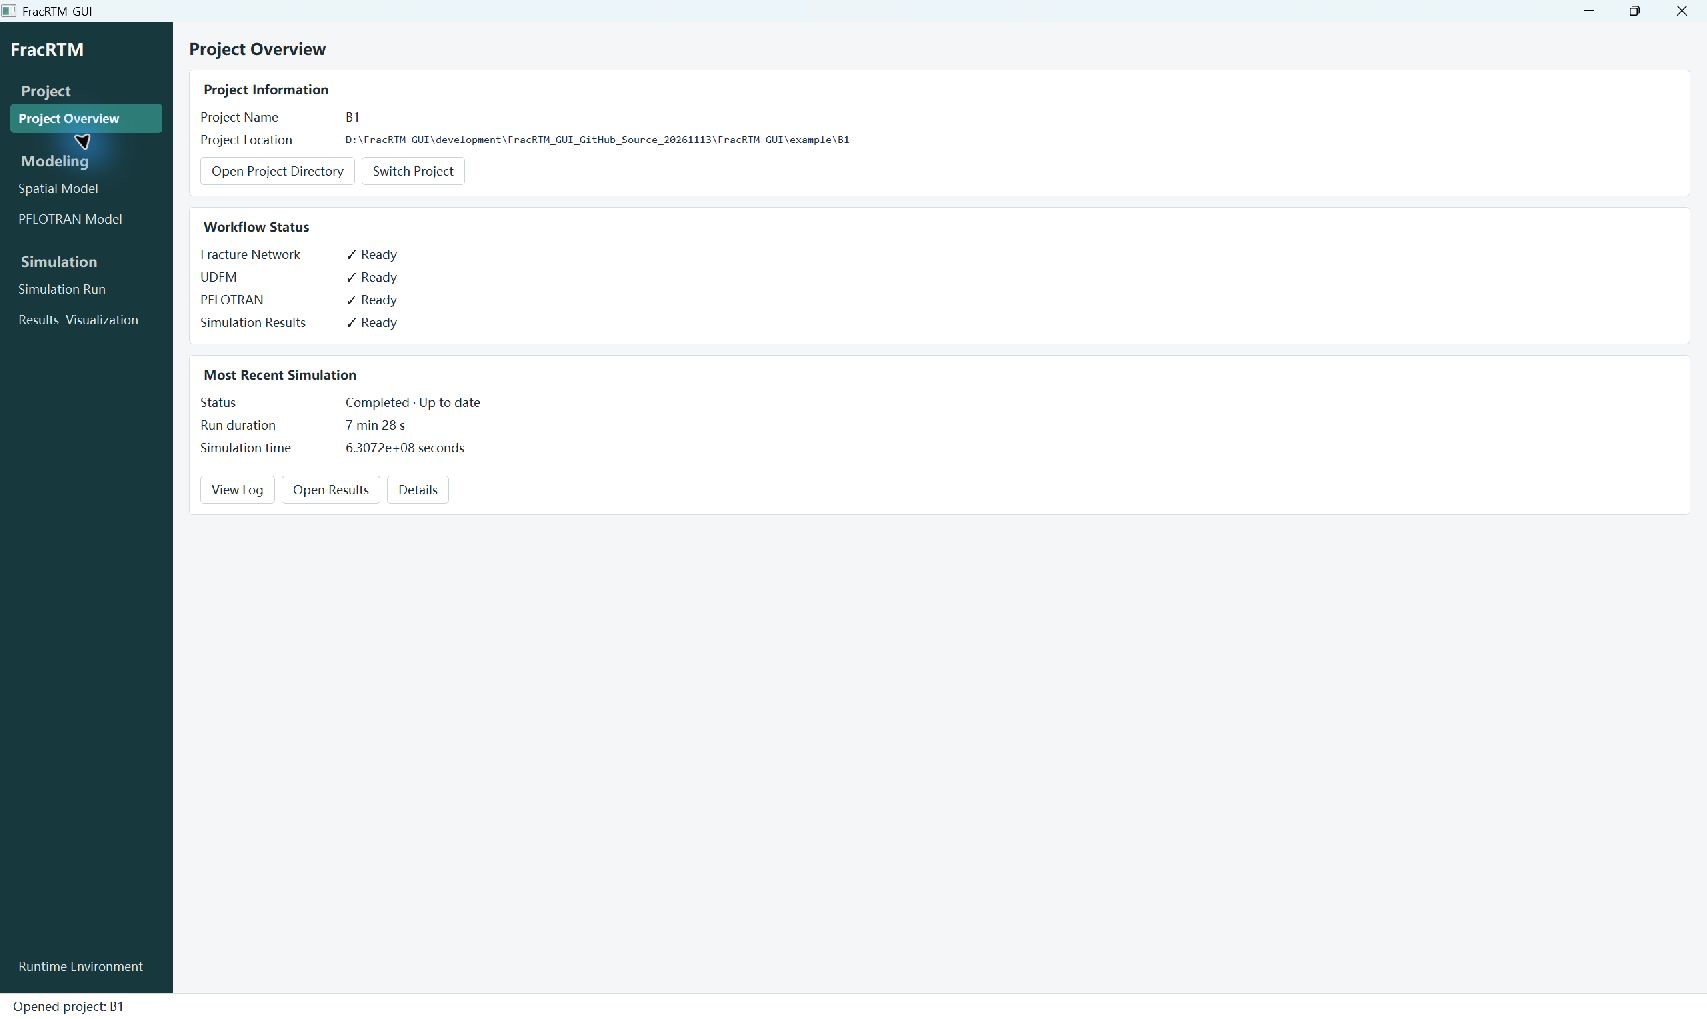 FracRTM GUI
FracRTM
Project
Project Overview
Modeling
Spatial Model
PFLOTRAN Model
Simulation
Simulation Run
Results Visualization
Runtime Environment
Project Overview
Project Information
Project Name B1
Project Location D:\FracRTM GUI\development\FracRTM_GUI_GitHub_Source_20261113\FracRTM GUI\example\B1
Open Project Directory Switch Project
Workflow Status
Fracture Network ✓ Ready
UDFM ✓ Ready
PFLOTRAN ✓ Ready
Simulation Results ✓ Ready
Most Recent Simulation
Status Completed · Up to date
Run duration 7 min 28 s
Simulation time 6.3072e+08 seconds
View Log Open Results Details
Opened project: B1